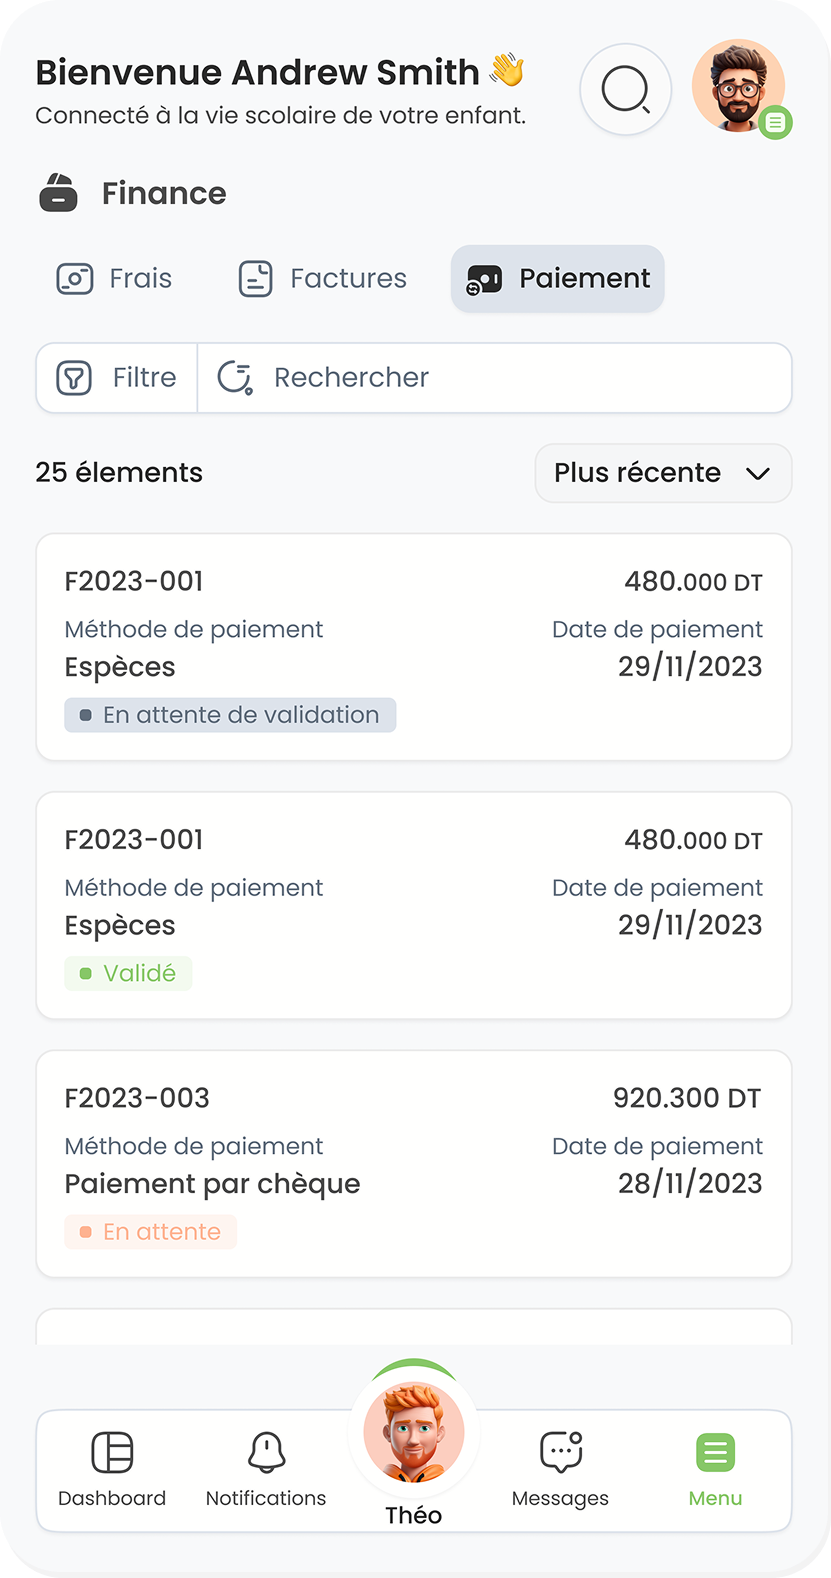 Bienvenue Andrew Smith 👋
Connecté à la vie scolaire de votre enfant.
Finance
Frais Factures Paiement
Filtre Rechercher
25 élements Plus récente
F2023-001 480.000 DT
Méthode de paiement Date de paiement
Espèces 29/11/2023
En attente de validation
F2023-001 480.000 DT
Méthode de paiement Date de paiement
Espèces 29/11/2023
Validé
F2023-003 920.300 DT
Méthode de paiement Date de paiement
Paiement par chèque 28/11/2023
En attente
Dashboard Notifications Théo Messages Menu